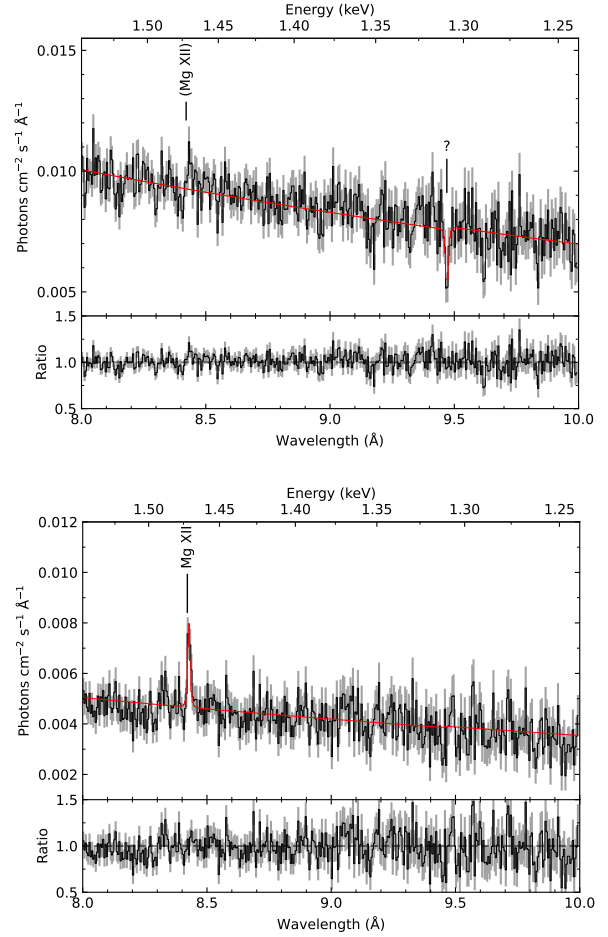 Energy (keV)
1.50 1.45 1.40 1.35 1.30 1.25
(Mg XII)
?
Photons cm−2 s−1 Å−1
0.015
0.010
0.005
Ratio
1.5
1.0
0.5
8.0 8.5 9.0 9.5 10.0
Wavelength (Å)
Energy (keV)
1.50 1.45 1.40 1.35 1.30 1.25
Mg XII
Photons cm−2 s−1 Å−1
0.012
0.010
0.008
0.006
0.004
0.002
Ratio
1.5
1.0
0.5
8.0 8.5 9.0 9.5 10.0
Wavelength (Å)